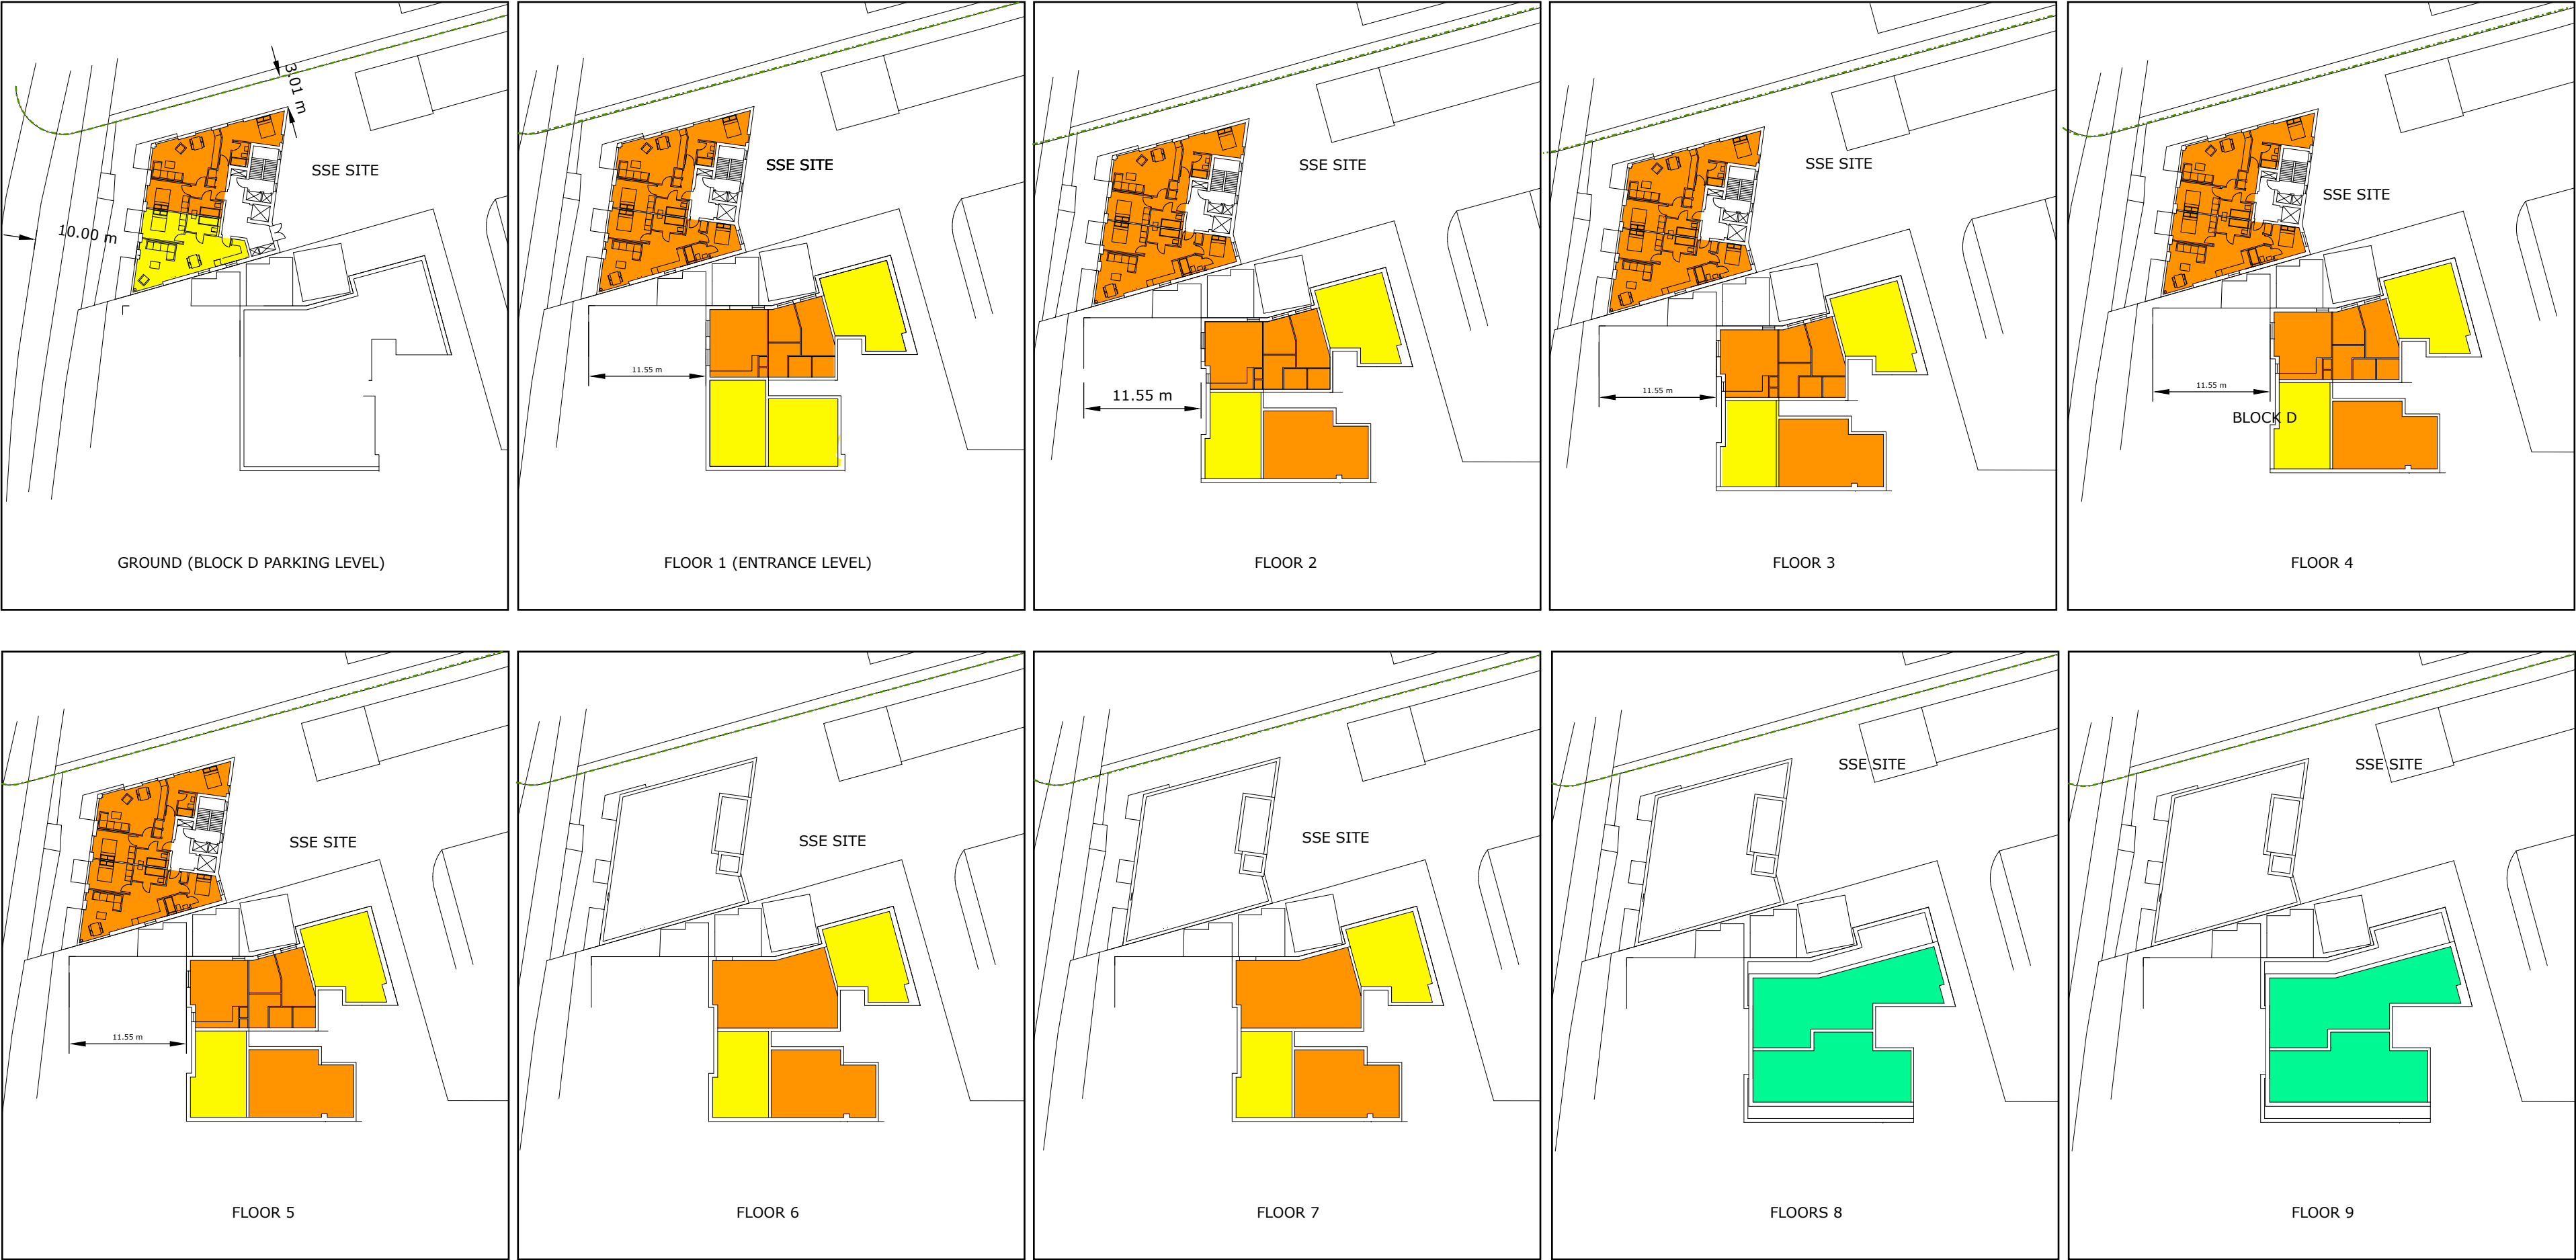 3.01 m
SSE SITE
10.00 m
GROUND (BLOCK D PARKING LEVEL)
SSE SITE
11.55 m
FLOOR 1 (ENTRANCE LEVEL)
SSE SITE
11.55 m
FLOOR 2
SSE SITE
11.55 m
FLOOR 3
SSE SITE
11.55 m
BLOCK D
FLOOR 4
SSE SITE
11.55 m
FLOOR 5
SSE SITE
FLOOR 6
SSE SITE
FLOOR 7
SSE SITE
FLOORS 8
SSE SITE
FLOOR 9